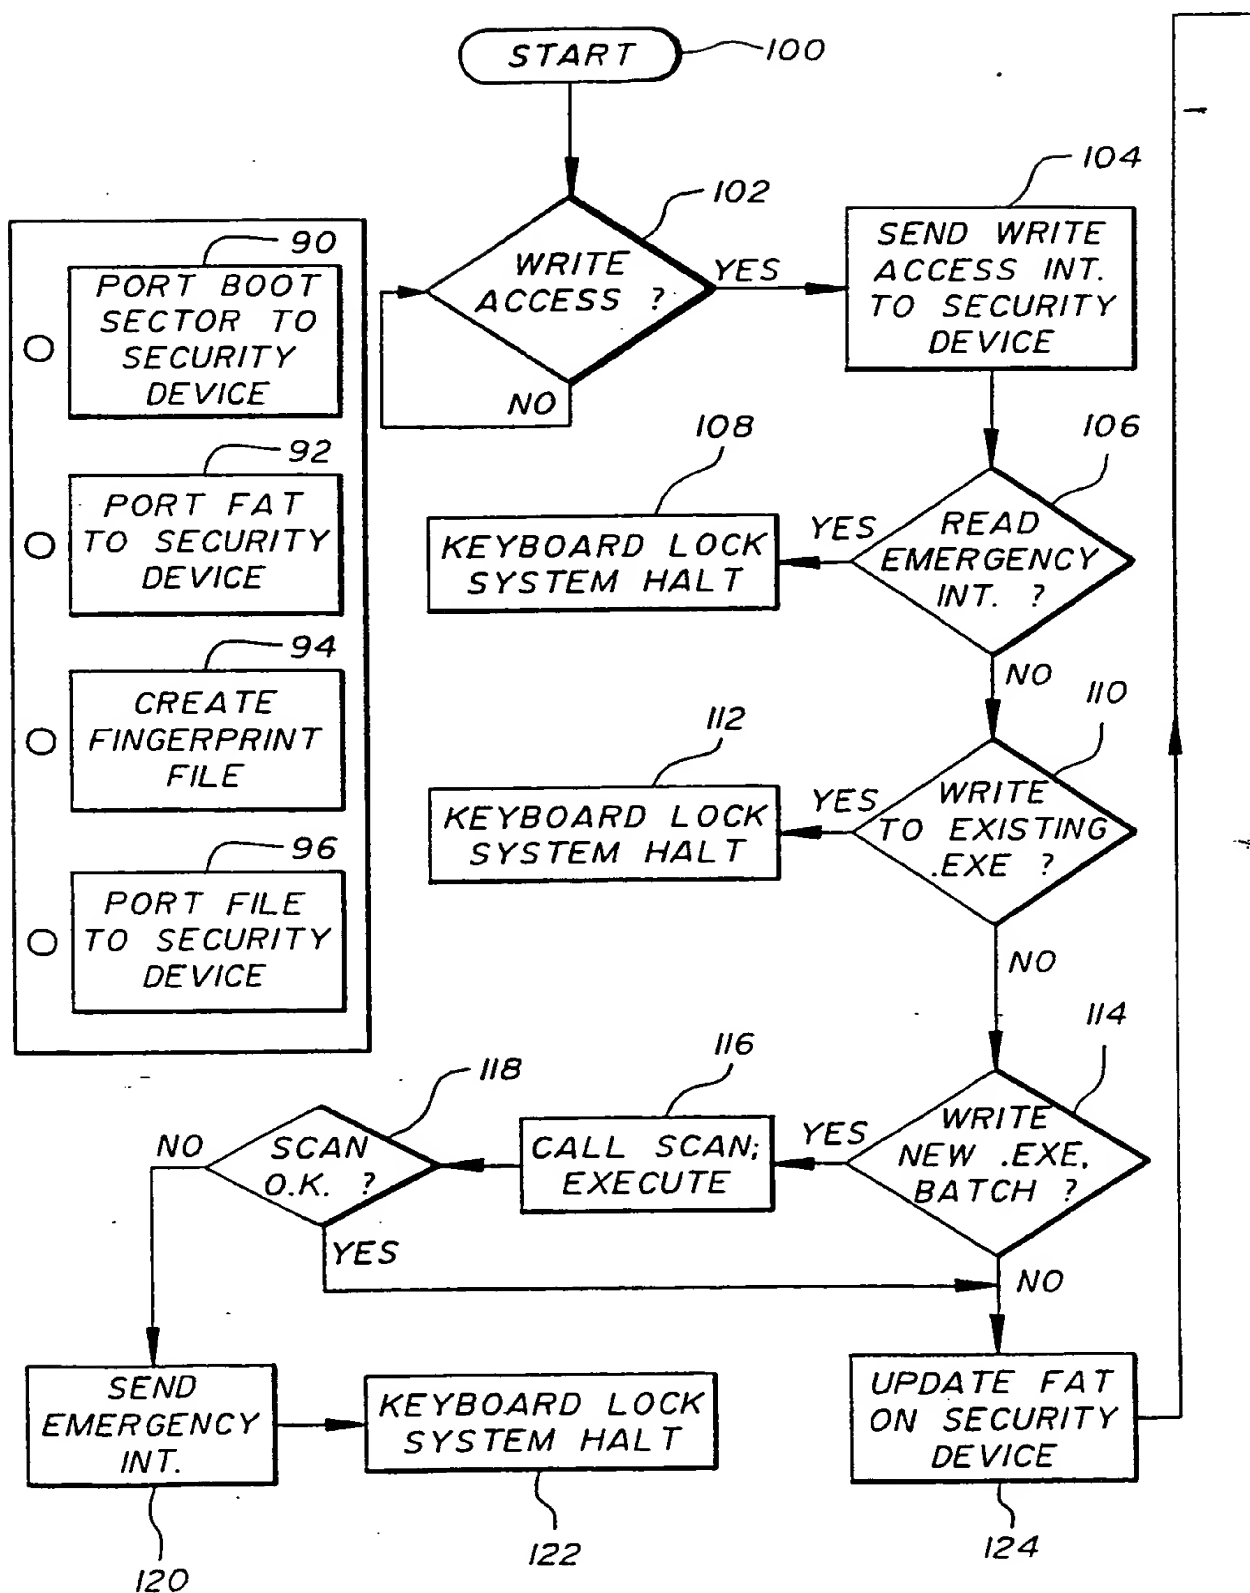 START
100
102
WRITE
ACCESS ?
YES
NO
104
SEND WRITE
ACCESS INT.
TO SECURITY
DEVICE
90
PORT BOOT
SECTOR TO
SECURITY
DEVICE
92
PORT FAT
TO SECURITY
DEVICE
94
CREATE
FINGERPRINT
FILE
96
PORT FILE
TO SECURITY
DEVICE
106
READ
EMERGENCY
INT. ?
YES
NO
108
KEYBOARD LOCK
SYSTEM HALT
110
WRITE
TO EXISTING
.EXE ?
YES
NO
112
KEYBOARD LOCK
SYSTEM HALT
114
WRITE
NEW .EXE,
BATCH ?
YES
NO
116
CALL SCAN;
EXECUTE
118
SCAN
O.K. ?
NO
YES
SEND
EMERGENCY
INT.
120
KEYBOARD LOCK
SYSTEM HALT
122
UPDATE FAT
ON SECURITY
DEVICE
124